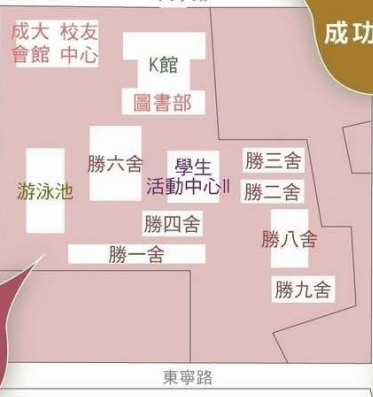 成功
成大 校友
會館 中心
K館
圖書部
勝六舍
學生
活動中心II
勝三舍
勝二舍
游泳池
勝四舍
勝八舍
勝一舍
勝九舍
東寧路